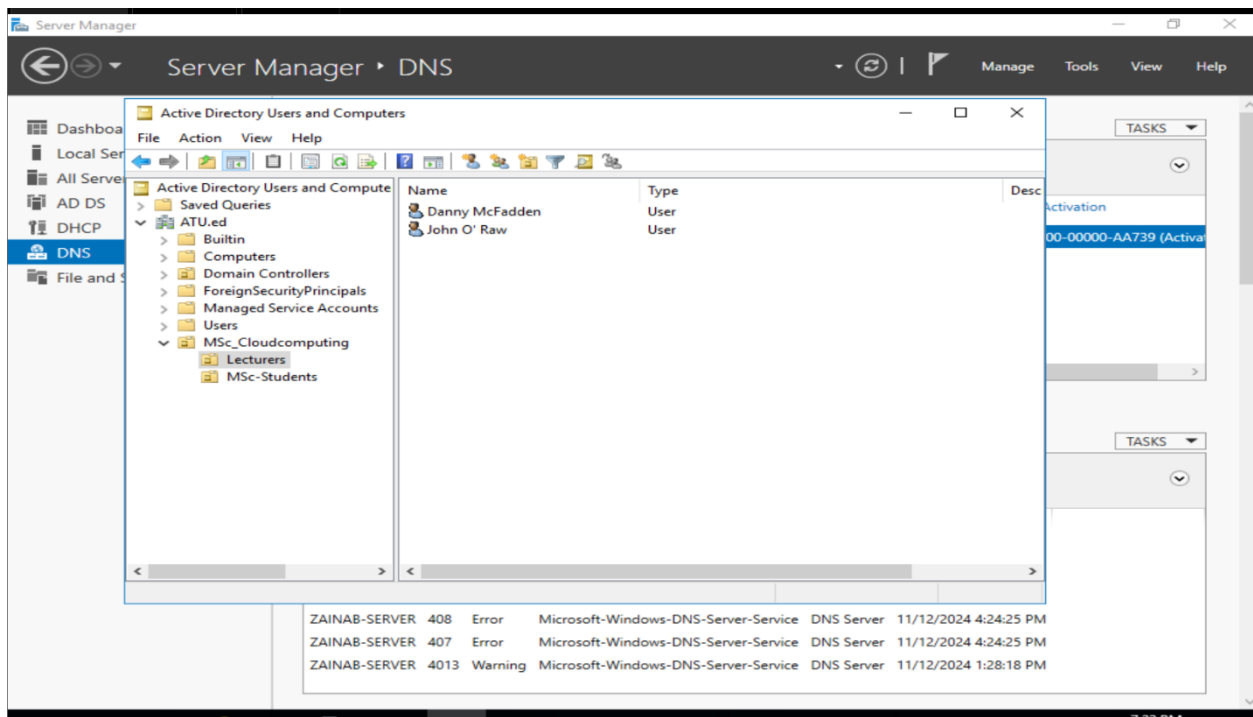 Server Manager
Server Manager ‣ DNS
Manage Tools View Help
Dashboa
Local Ser
All Server
AD DS
DHCP
DNS
File and S
Active Directory Users and Computers
File Action View Help
Active Directory Users and Compute
Saved Queries
ATU.ed
Builtin
Computers
Domain Controllers
ForeignSecurityPrincipals
Managed Service Accounts
Users
MSc_Cloudcomputing
Lecturers
MSc-Students
Name Type Desc
Danny McFadden User
John O' Raw User
TASKS
Activation
00-00000-AA739 (Activat
TASKS
ZAINAB-SERVER 408 Error Microsoft-Windows-DNS-Server-Service DNS Server 11/12/2024 4:24:25 PM
ZAINAB-SERVER 407 Error Microsoft-Windows-DNS-Server-Service DNS Server 11/12/2024 4:24:25 PM
ZAINAB-SERVER 4013 Warning Microsoft-Windows-DNS-Server-Service DNS Server 11/12/2024 1:28:18 PM